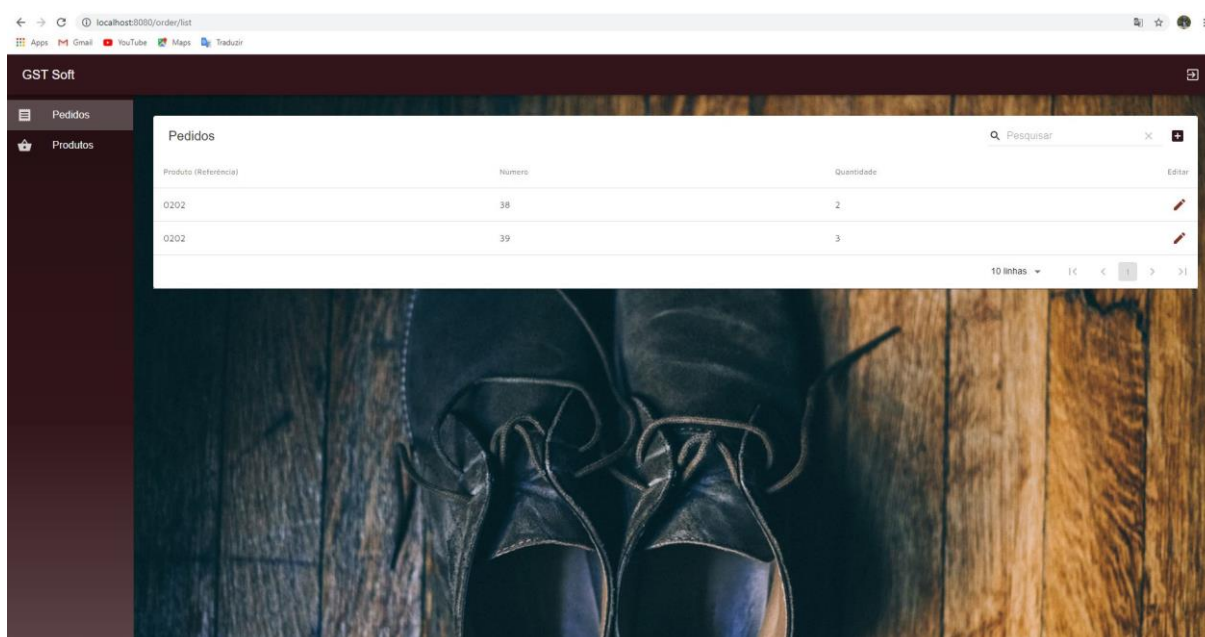 localhost:8080/order/list
Apps Gmail YouTube Maps Traduzir
GST Soft
Pedidos
Produtos
Pedidos
Pesquisar
Produto (Referência) Numero Quantidade Editar
0202 38 2
0202 39 3
10 linhas 1